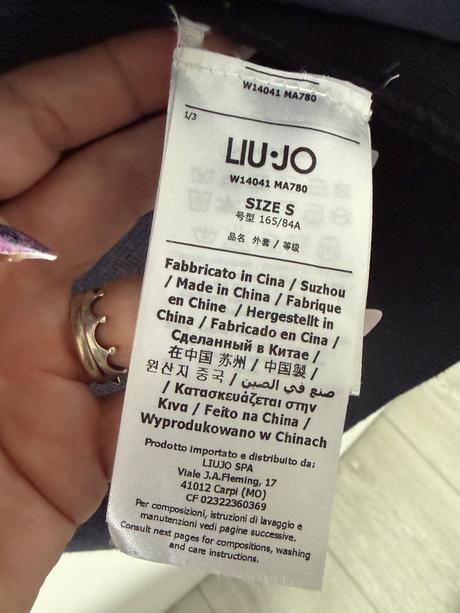 W14041 MA780
1/3
LIU·JO
W14041 MA780
SIZE S
号型 165/84A
品名 外套 / 等级
Fabbricato in Cina / Suzhou
/ Made in China / Fabrique
en Chine / Hergestellt in
China / Fabricado en Cina /
Сделанный в Китае /
在中国 苏州 / 中国製 /
원산지 중국 / صنع في الصين
/ Κατασκευάζεται στην
Κινα / Feito na China /
Wyprodukowano w Chinach
Prodotto importato e distribuito da:
LIUJO SPA
Viale J.A.Fleming, 17
41012 Carpi (MO)
CF 02322360369
Per composizioni, istruzioni di lavaggio e
manutenzioni vedi pagine successive.
Consult next pages for compositions, washing
and care instructions.